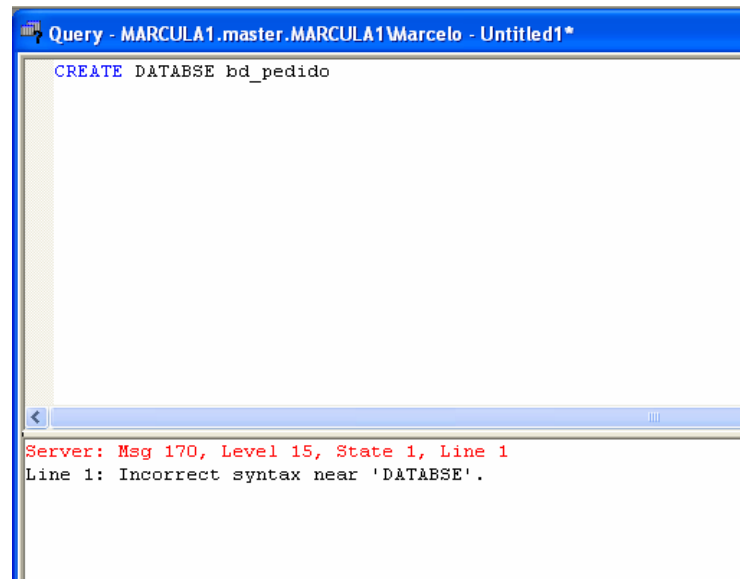 Query - MARCULA1.master.MARCULA1\Marcelo - Untitled1*
CREATE DATABSE bd_pedido
Server: Msg 170, Level 15, State 1, Line 1
Line 1: Incorrect syntax near 'DATABSE'.